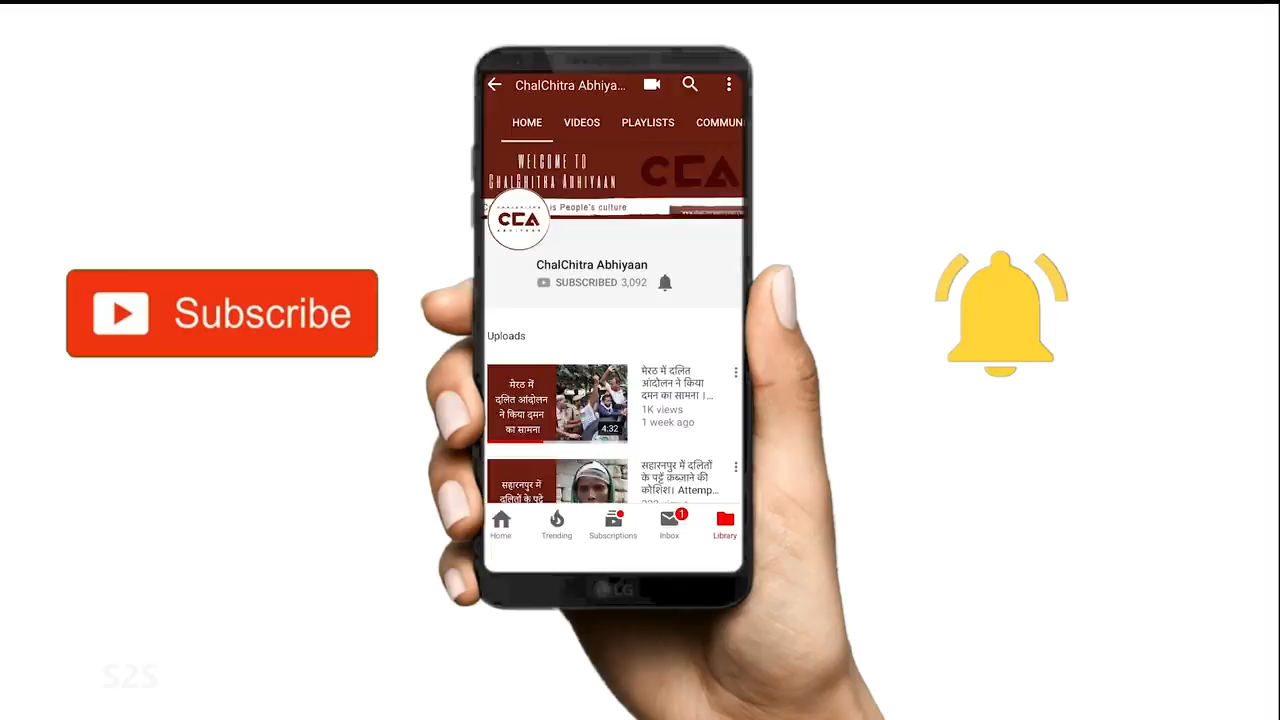 ChalChitra Abhiya...
HOME VIDEOS PLAYLISTS COMMUN
WELCOME TO
CHALCHITRA ABHIYAAN
CEA
is People's culture
CEA
ChalChitra Abhiyaan
SUBSCRIBED 3,092
Subscribe
Uploads
मेरठ में
दलित आंदोलन
ने किया दमन
का सामना
4:32
मेरठ में दलित
आंदोलन ने किया
दमन का सामना ।...
1K views
1 week ago
सहारनपुर में
दलितों के पट्टे
सहारनपुर में दलितों
के पट्टें क़ब्ज़ाने की
कोशिश। Attemp...
1
Home Trending Subscriptions Inbox Library
LG
S2S